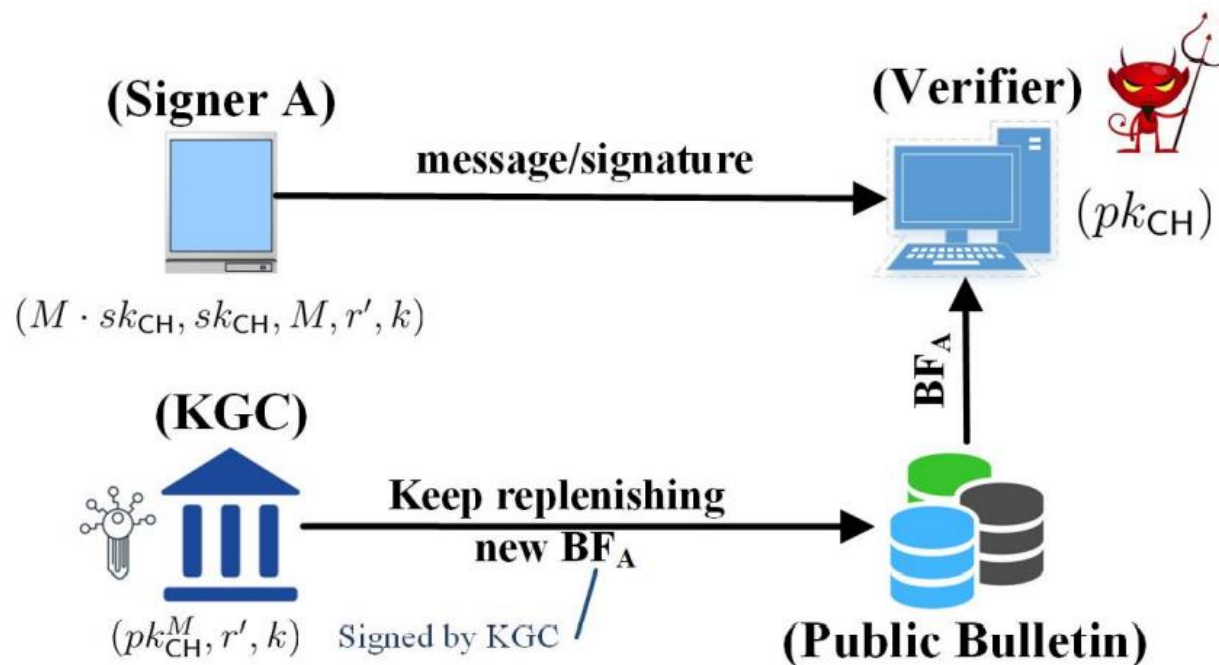 (Signer A)
(Verifier)
message/signature
(pk_CH)
(M · sk_CH, sk_CH, M, r′, k)
BF_A
(KGC)
Keep replenishing
new BF_A
(pk_CH^M, r′, k)
Signed by KGC
(Public Bulletin)